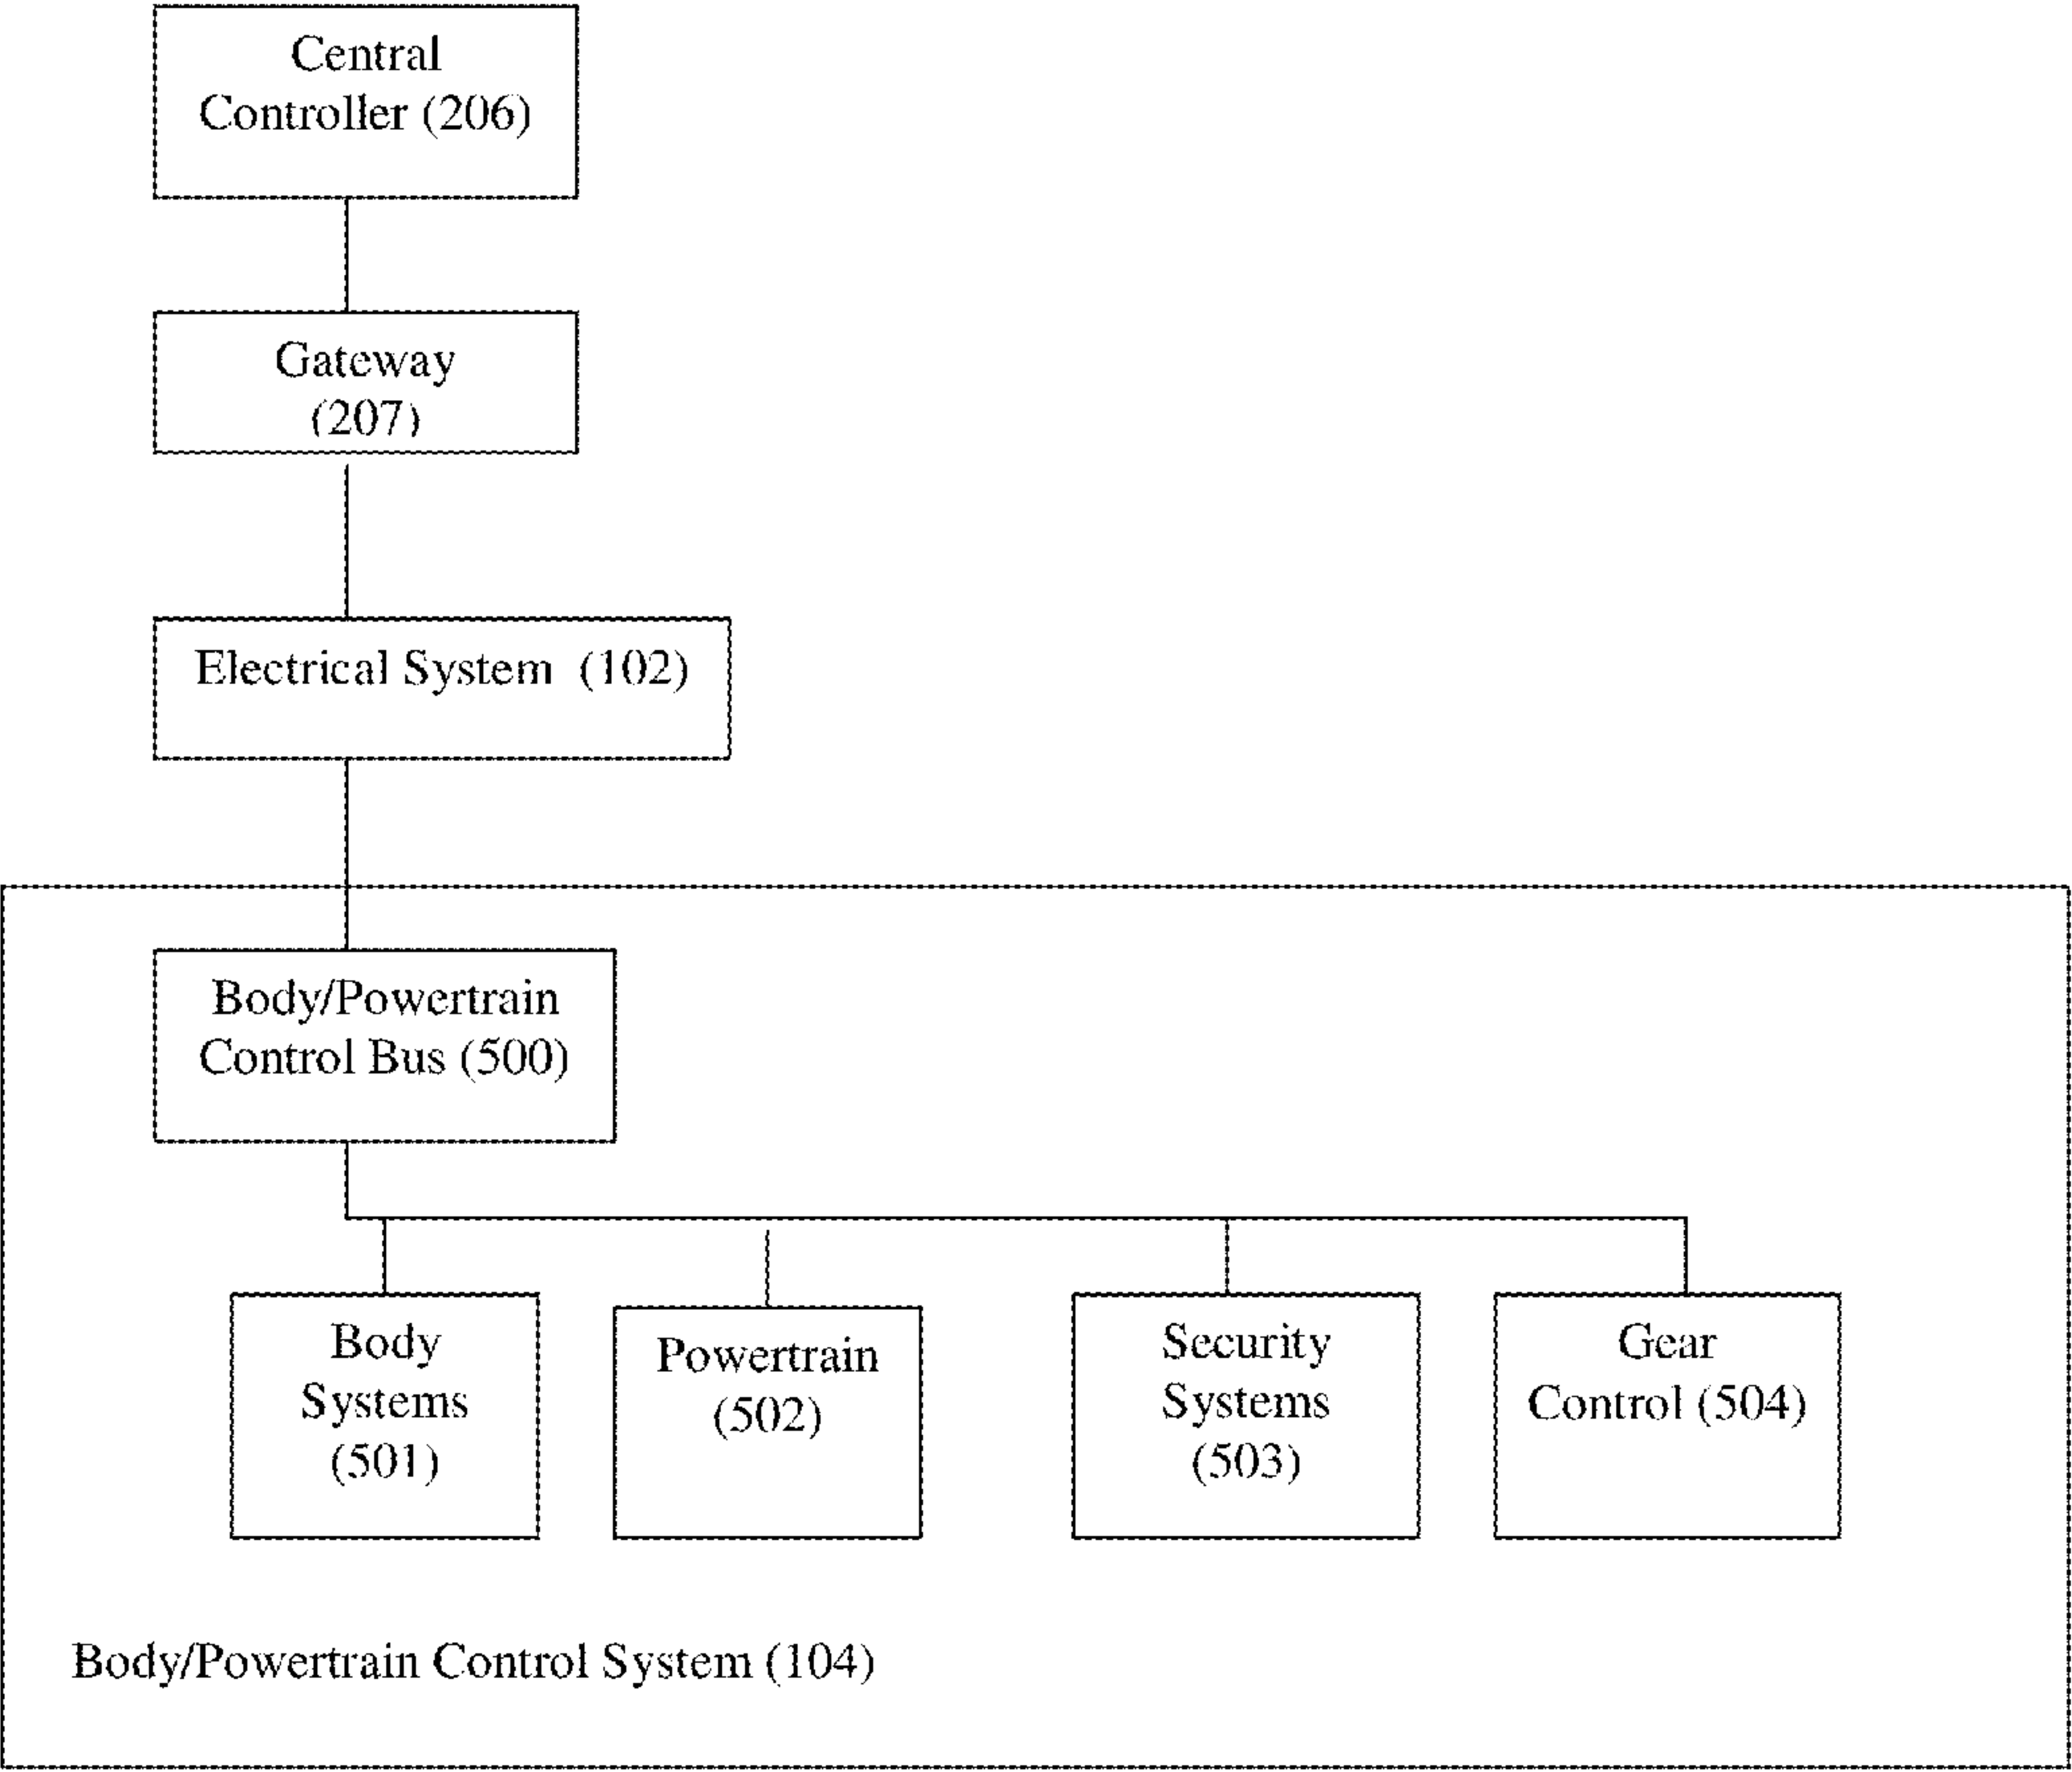 Central
Controller (206)
Gateway
(207)
Electrical System (102)
Body/Powertrain
Control Bus (500)
Body
Systems
(501)
Powertrain
(502)
Security
Systems
(503)
Gear
Control (504)
Body/Powertrain Control System (104)